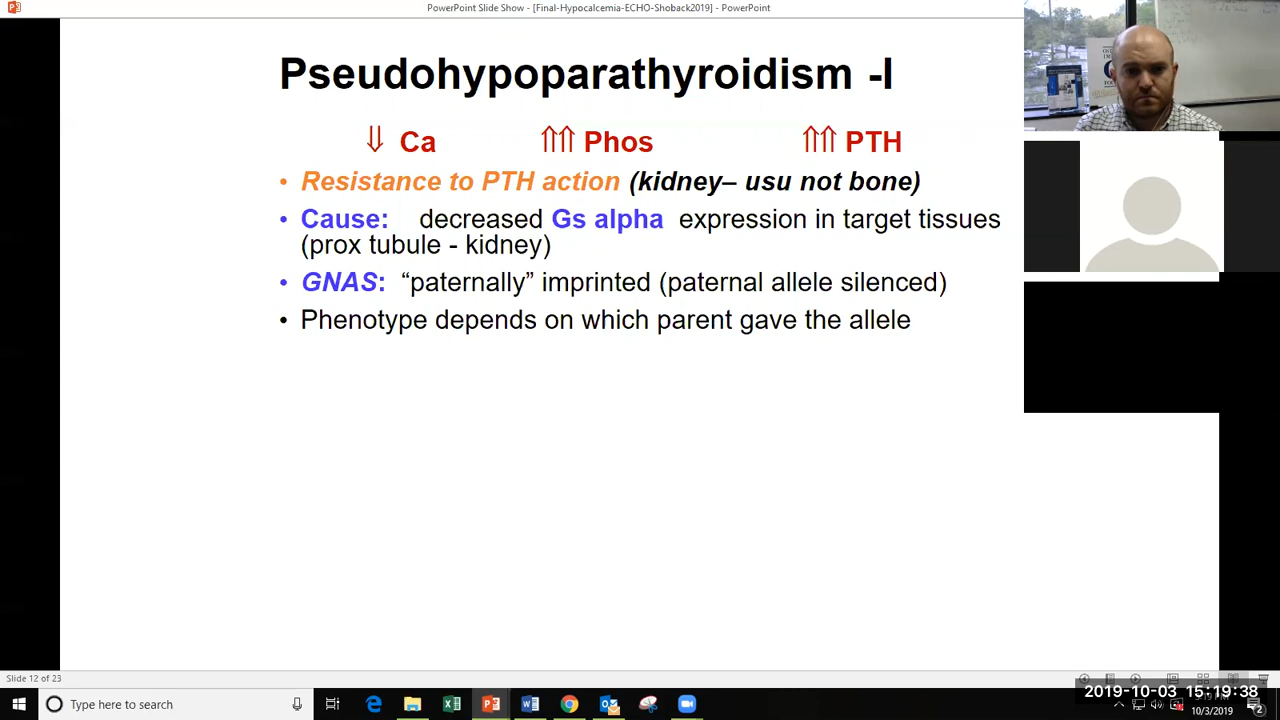 PowerPoint Slide Show - [Final-Hypocalcemia-ECHO-Shoback2019] - PowerPoint
Pseudohypoparathyroidism -I
⇓ Ca ⇑⇑ Phos ⇑⇑ PTH
• Resistance to PTH action (kidney– usu not bone)
• Cause: decreased Gs alpha expression in target tissues
(prox tubule - kidney)
• GNAS: “paternally” imprinted (paternal allele silenced)
• Phenotype depends on which parent gave the allele
Slide 12 of 23
2019-10-03 15:19:38
Type here to search
10/3/2019
2